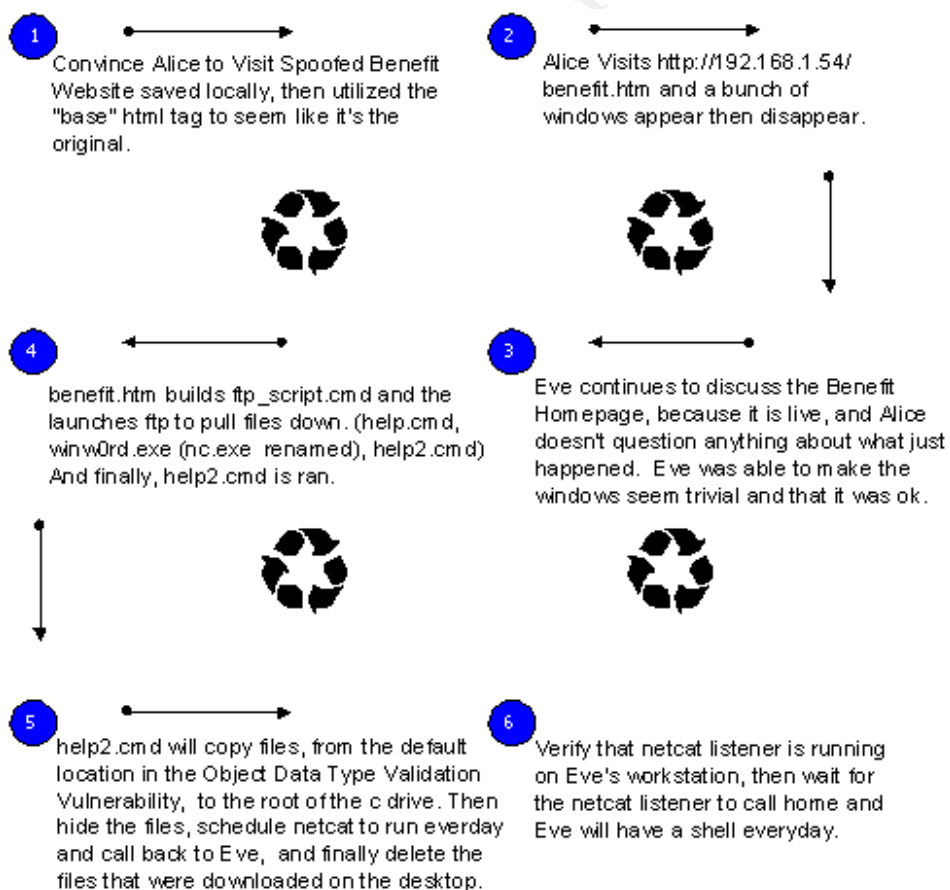 1
Convince Alice to Visit Spoofed Benefit
Website saved locally, then utilized the
"base" html tag to seem like it's the
original.
2
Alice Visits http://192.168.1.54/
benefit.htm and a bunch of
windows appear then disappear.
4
benefit.htm builds ftp_script.cmd and the
launches ftp to pull files down. (help.cmd,
winw0rd.exe (nc.exe renamed), help2.cmd)
And finally, help2.cmd is ran.
3
Eve continues to discuss the Benefit
Homepage, because it is live, and Alice
doesn't question anything about what just
happened. Eve was able to make the
windows seem trivial and that it was ok.
5
help2.cmd will copy files, from the default
location in the Object Data Type Validation
Vulnerability, to the root of the c drive. Then
hide the files, schedule netcat to run everday
and call back to Eve, and finally delete the
files that were downloaded on the desktop.
6
Verify that netcat listener is running
on Eve's workstation, then wait for
the netcat listener to call home and
Eve will have a shell everyday.